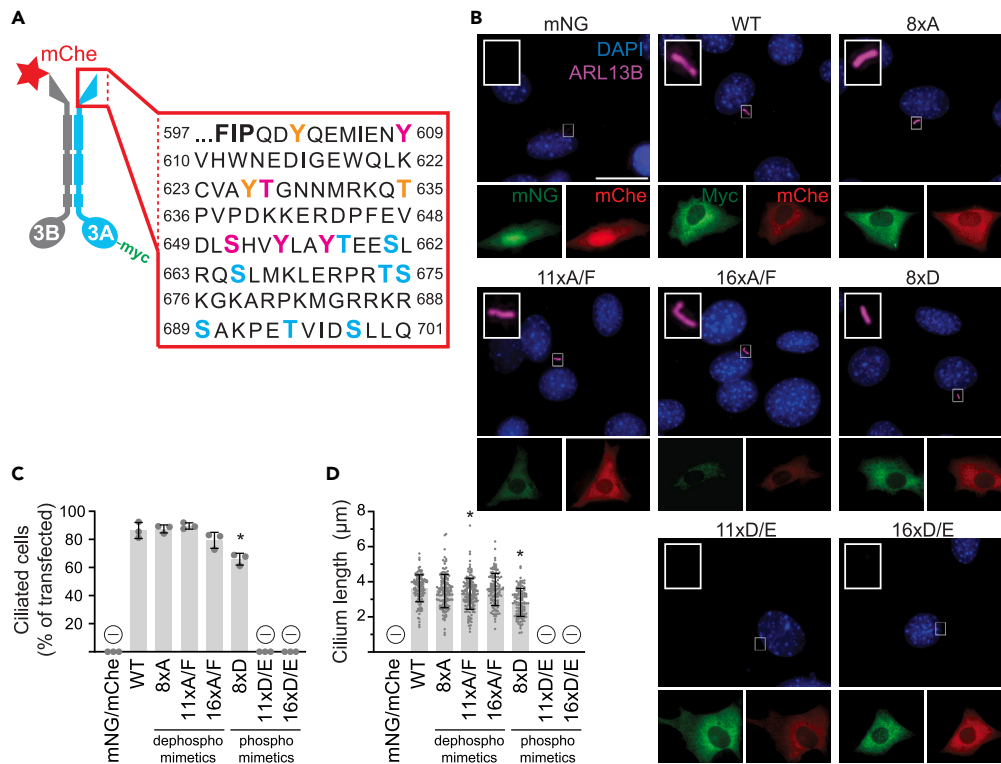 A
mChe
3B
3A
-myc
597 ...FIPQDYQEMIENY 609
610 VHWNEDIGEWQLK 622
623 CVAYTGNNMRKQT 635
636 PVPDKKERDPFEV 648
649 DLSHVYLAYTEESL 662
663 RQSLMKLERPRTS 675
676 KGKARPKMGRRKR 688
689 SAKPETVIDSLLQ 701
B
mNG
WT
8xA
DAPI
ARL13B
mNG
mChe
Myc
mChe
11xA/F
16xA/F
8xD
11xD/E
16xD/E
C
Ciliated cells
(% of transfected)
100
80
60
40
20
*
mNG/mChe
WT
8xA
11xA/F
16xA/F
8xD
11xD/E
16xD/E
dephospho
mimetics
phospho
mimetics
D
Cilium length (μm)
6
5
4
3
2
1
*
*
mNG/mChe
WT
8xA
11xA/F
16xA/F
8xD
11xD/E
16xD/E
dephospho
mimetics
phospho
mimetics